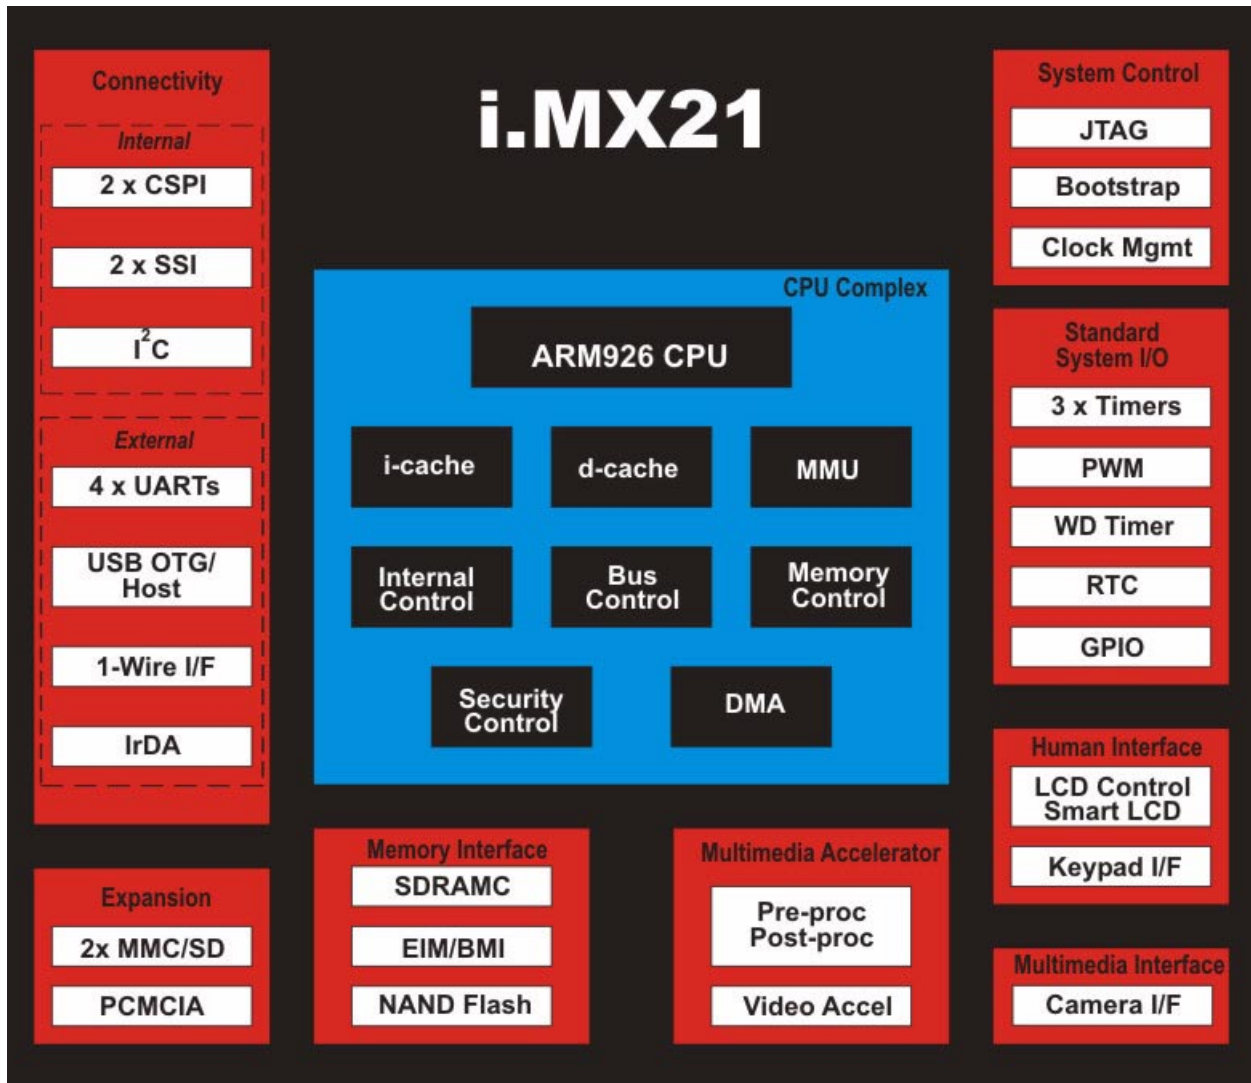 i.MX21
Connectivity
Internal
2 x CSPI
2 x SSI
I²C
External
4 x UARTs
USB OTG/
Host
1-Wire I/F
IrDA
Expansion
2x MMC/SD
PCMCIA
CPU Complex
ARM926 CPU
i-cache
d-cache
MMU
Internal
Control
Bus
Control
Memory
Control
Security
Control
DMA
Memory Interface
SDRAMC
EIM/BMI
NAND Flash
Multimedia Accelerator
Pre-proc
Post-proc
Video Accel
System Control
JTAG
Bootstrap
Clock Mgmt
Standard
System I/O
3 x Timers
PWM
WD Timer
RTC
GPIO
Human Interface
LCD Control
Smart LCD
Keypad I/F
Multimedia Interface
Camera I/F